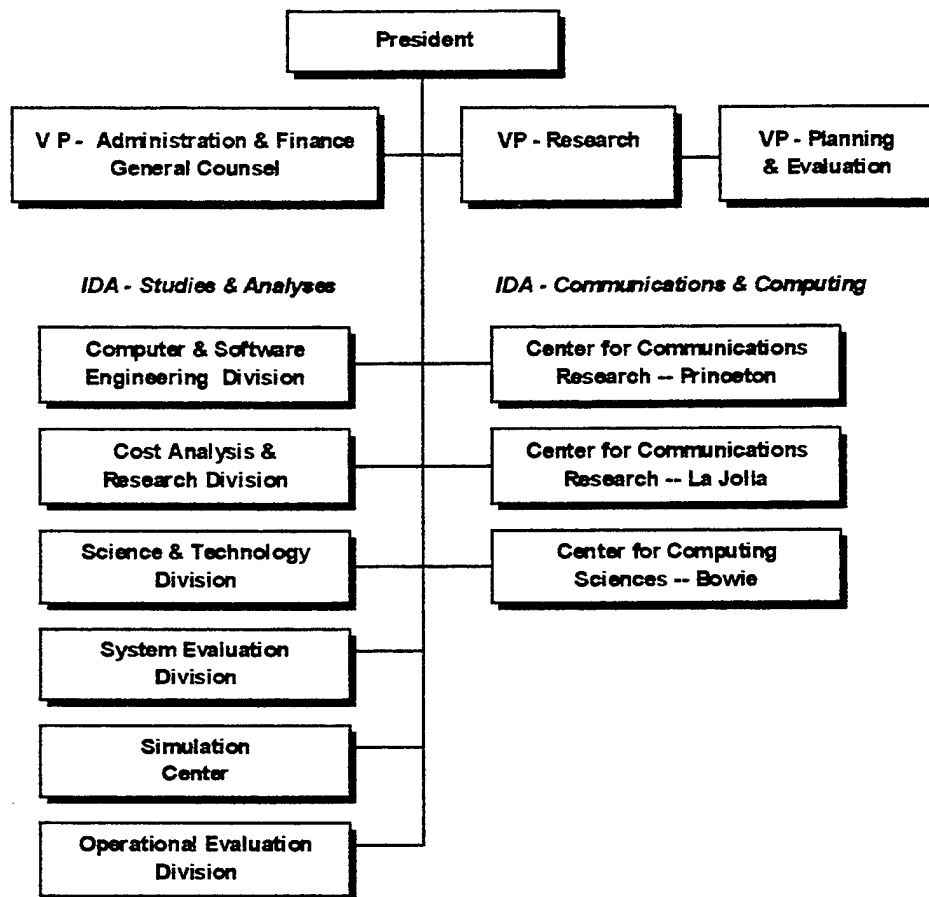 President
V P - Administration & Finance
General Counsel
VP - Research
VP - Planning
& Evaluation
IDA - Studies & Analyses
IDA - Communications & Computing
Computer & Software
Engineering Division
Center for Communications
Research -- Princeton
Cost Analysis &
Research Division
Center for Communications
Research -- La Jolla
Science & Technology
Division
Center for Computing
Sciences -- Bowie
System Evaluation
Division
Simulation
Center
Operational Evaluation
Division